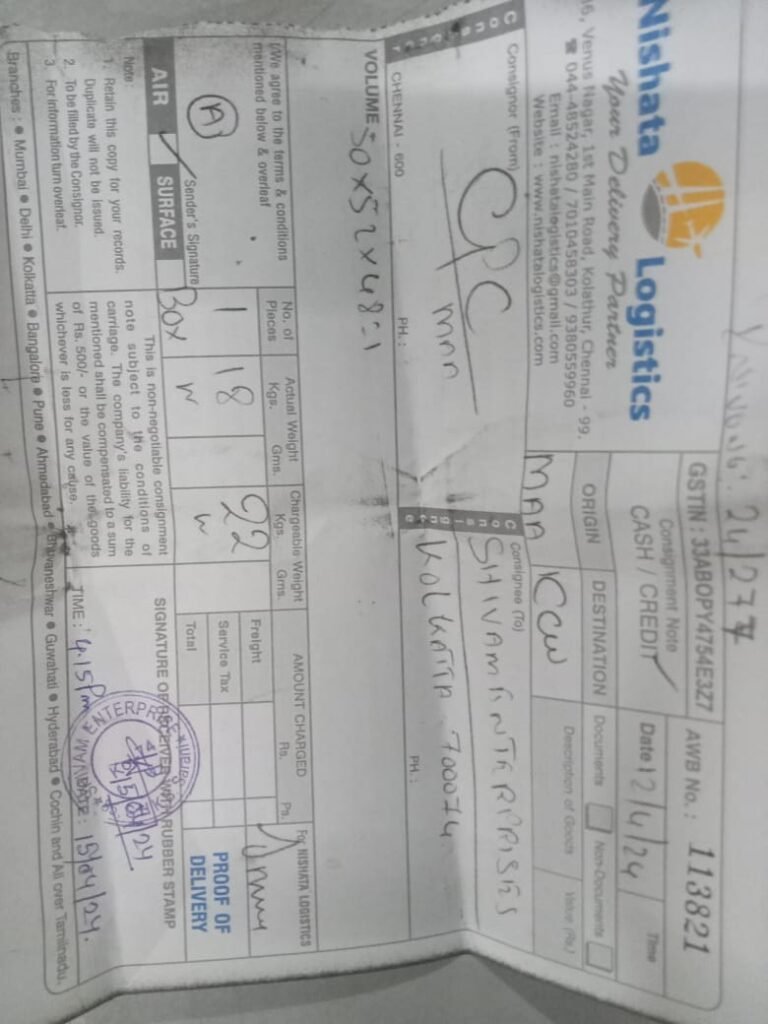 24/277
Nishata Logistics
Your Delivery Partner
Venus Nagar, 1st Main Road, Kolathur, Chennai - 99.
044-48524280 / 7010458303 / 9380559960
Email : nishatalogistics@gmail.com
Website : www.nishatalogistics.com
GSTIN : 33ABOPY4754E3Z7
AWB No.: 113821
Consignment Note
CASH / CREDIT
Date 12/4/24
Time
ORIGIN
MAA
DESTINATION
KCW
Documents
Non-Documents
Description of Goods
Value (Rs.)
Consignor (From)
CPC
MAA
CHENNAI - 600
PH.:
Consignee (To)
SHIVAM ENTERPRISES
KOLKATTA 700074.
PH.:
VOLUME
50x52x48=1
I/We agree to the terms & conditions
mentioned below & overleaf
A
Sender's Signature
AIR
SURFACE
No. of Pieces
1
Box
Actual Weight
Kgs. Gms.
18
W
Chargeable Weight
Kgs. Gms.
22
W
AMOUNT CHARGED
Rs. Ps.
Freight
Service Tax
Total
For NISHATA LOGISTICS
PROOF OF
DELIVERY
Note:
1. Retain this copy for your records.
Duplicate will not be issued.
2. To be filled by the Consignor.
3. For information turn overleaf.
This is non-negotiable consignment
note subject to the conditions of
carriage. The company's liability for the
mentioned shall be compensated to a sum
of Rs. 500/- or the value of the goods
whichever is less for any cause.
SIGNATURE OF RECEIVER WITH RUBBER STAMP
ENTERPRISE
15/04/24
TIME: 4.15Pm
DATE: 15/04/24.
Branches : ● Mumbai ● Delhi ● Kolkatta ● Bangalore ● Pune ● Ahmedabad ● Bhuvaneshwar ● Guwahati ● Hyderabad ● Cochin and All over Tamilnadu.